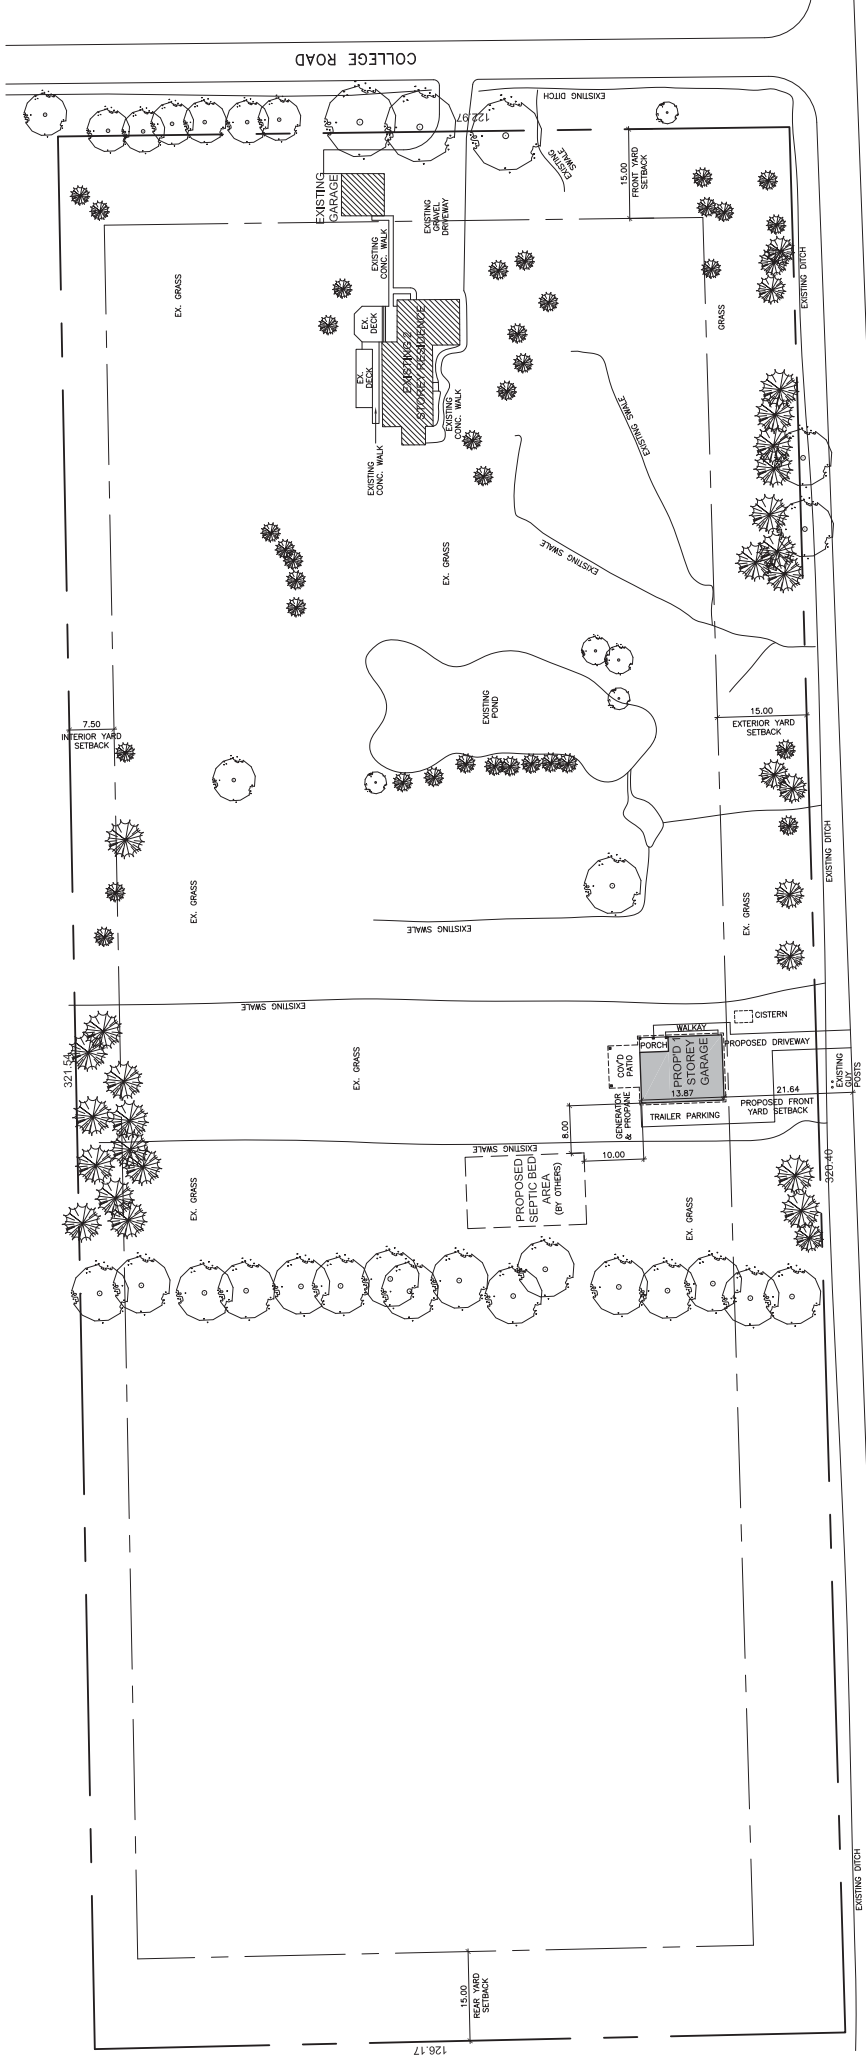 COLLEGE ROAD
EXISTING DITCH
122.97
EXISTING
SWALE
15.00
FRONT YARD
SETBACK
EXISTING
GARAGE
EXISTING
GRAVEL
DRIVEWAY
EXISTING
CONC. WALK
EX. GRASS
GRASS
EXISTING DITCH
EX.
DECK
EXISTING 2
STOREY RESIDENCE
EX.
DECK
EXISTING
CONC. WALK
EXISTING
CONC. WALK
EXISTING SWALE
EX. GRASS
EXISTING SWALE
EXISTING
POND
7.50
INTERIOR YARD
SETBACK
15.00
EXTERIOR YARD
SETBACK
EXISTING DITCH
EX. GRASS
EX. GRASS
EXISTING SWALE
EXISTING SWALE
CISTERN
WALKAY
PORCH
PROPOSED DRIVEWAY
321.54
EX. GRASS
COV'D
PATIO
PROP'D 1
STOREY
GARAGE
13.87
21.64
PROPOSED FRONT
YARD SETBACK
EXISTING
GUY
POSTS
GENERATOR
& PROPANE
TRAILER PARKING
8.00
EXISTING SWALE
10.00
320.40
PROPOSED
SEPTIC BED
AREA
(BY OTHERS)
EX. GRASS
EX. GRASS
EXISTING DITCH
15.00
REAR YARD
SETBACK
126.17